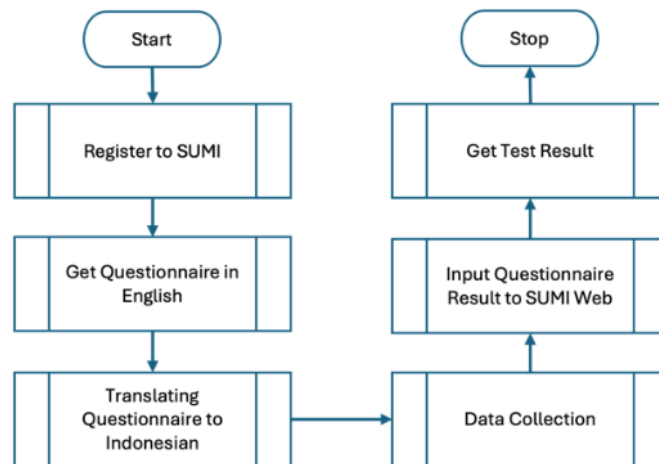 Start
Register to SUMI
Get Questionnaire in
English
Translating
Questionnaire to
Indonesian
Data Collection
Input Questionnaire
Result to SUMI Web
Get Test Result
Stop